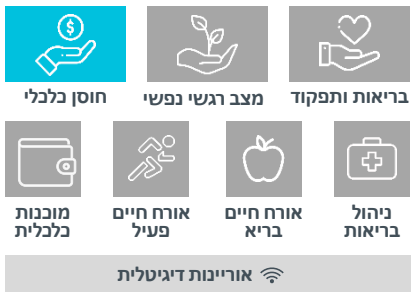 בריאות ותפקוד
מצב רגשי נפשי
חוסן כלכלי
ניהול
בריאות
אורח חיים
בריא
אורח חיים
פעיל
מוכנות
כלכלית
אוריינות דיגיטלית